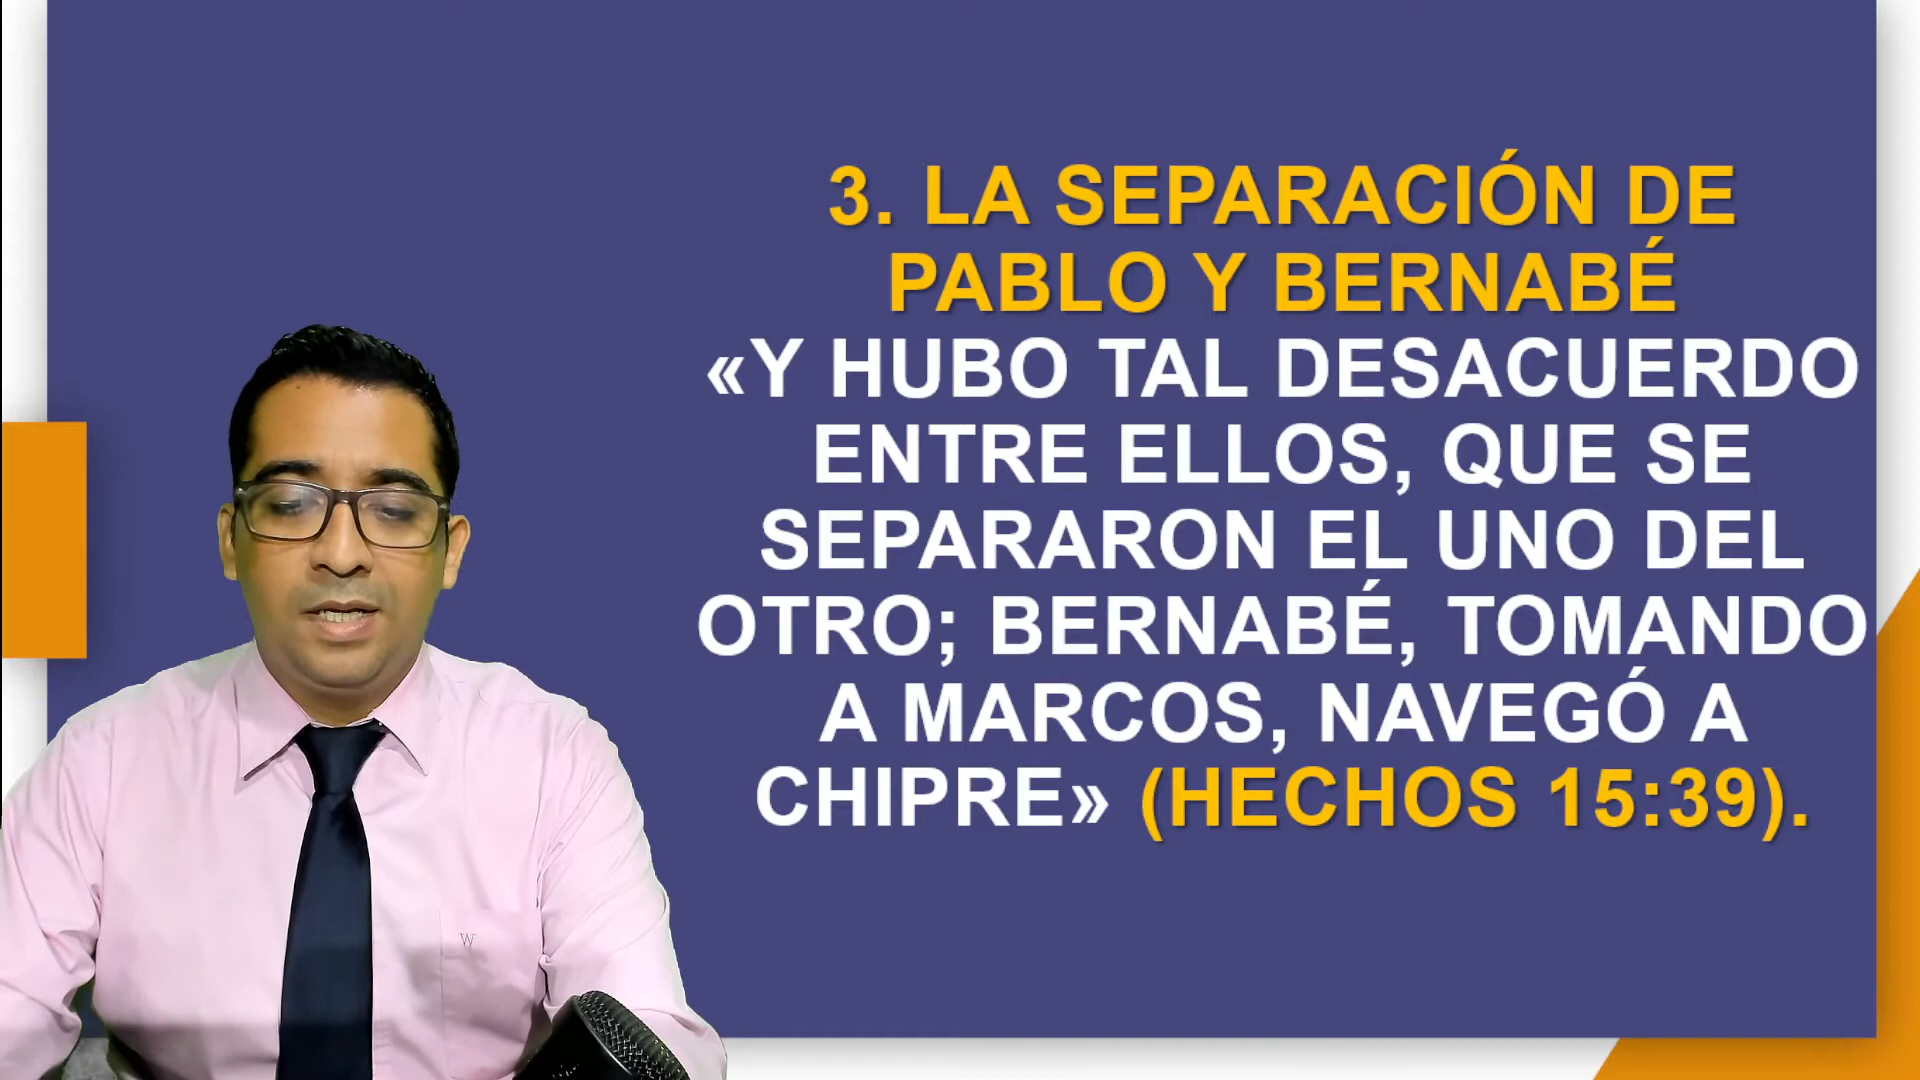 3. LA SEPARACIÓN DE
PABLO Y BERNABÉ
«Y HUBO TAL DESACUERDO
ENTRE ELLOS, QUE SE
SEPARARON EL UNO DEL
OTRO; BERNABÉ, TOMANDO
A MARCOS, NAVEGÓ A
CHIPRE» (HECHOS 15:39).
W